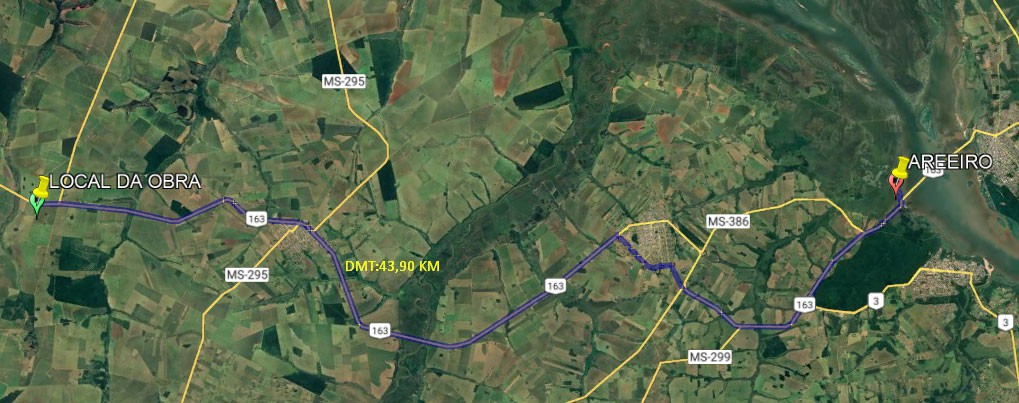 MS-295
AREEIRO
163
LOCAL DA OBRA
163
MS-386
MS-295
DMT:43,90 KM
163
163
163
3
3
MS-299